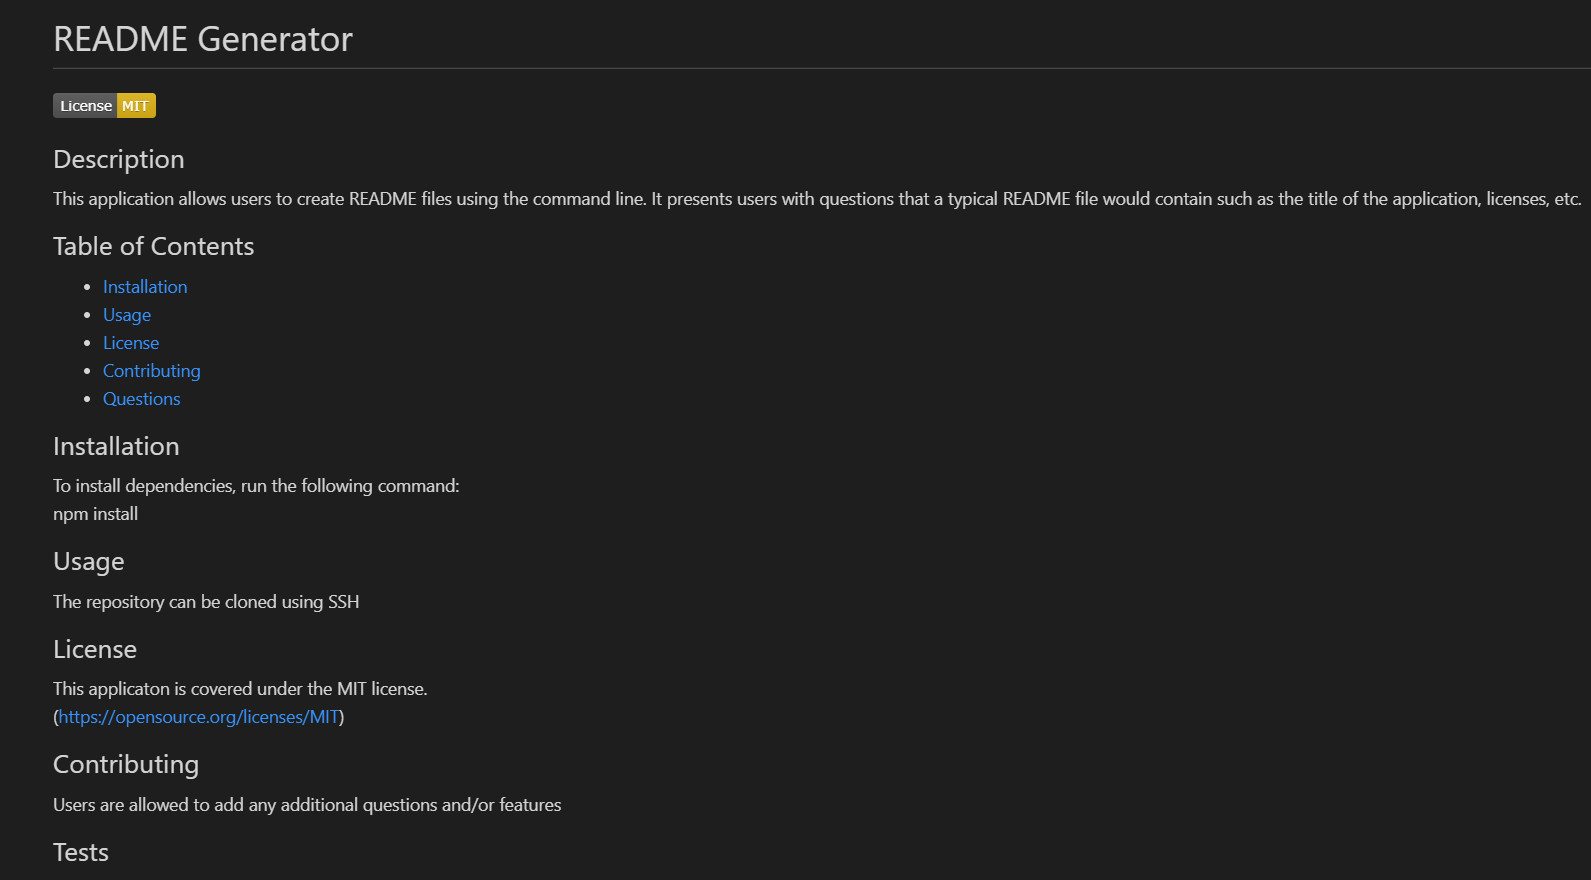 README Generator
License MIT
Description
This application allows users to create README files using the command line. It presents users with questions that a typical README file would contain such as the title of the application, licenses, etc.
Table of Contents
Installation
Usage
License
Contributing
Questions
Installation
To install dependencies, run the following command:
npm install
Usage
The repository can be cloned using SSH
License
This applicaton is covered under the MIT license.
(https://opensource.org/licenses/MIT)
Contributing
Users are allowed to add any additional questions and/or features
Tests